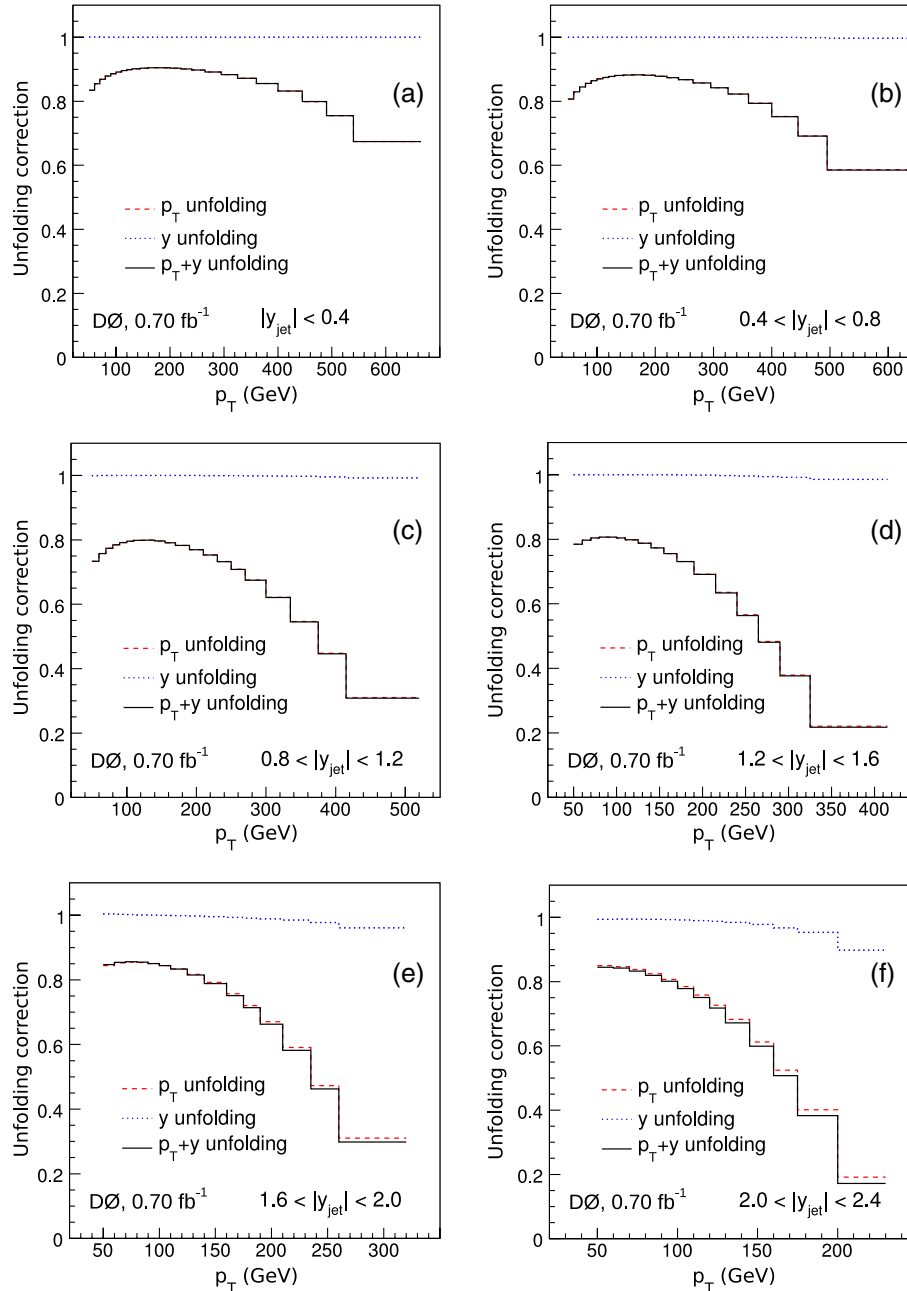 Unfolding correction
1
0.8
0.6
0.4
0.2
0
(a)
p_T unfolding
y unfolding
p_T+y unfolding
DØ, 0.70 fb⁻¹
|y_jet| < 0.4
100 200 300 400 500 600
p_T (GeV)
Unfolding correction
1
0.8
0.6
0.4
0.2
0
(b)
p_T unfolding
y unfolding
p_T+y unfolding
DØ, 0.70 fb⁻¹
0.4 < |y_jet| < 0.8
100 200 300 400 500 600
p_T (GeV)
Unfolding correction
1
0.8
0.6
0.4
0.2
0
(c)
p_T unfolding
y unfolding
p_T+y unfolding
DØ, 0.70 fb⁻¹
0.8 < |y_jet| < 1.2
100 200 300 400 500
p_T (GeV)
Unfolding correction
1
0.8
0.6
0.4
0.2
0
(d)
p_T unfolding
y unfolding
p_T+y unfolding
DØ, 0.70 fb⁻¹
1.2 < |y_jet| < 1.6
50 100 150 200 250 300 350 400
p_T (GeV)
Unfolding correction
1
0.8
0.6
0.4
0.2
0
(e)
p_T unfolding
y unfolding
p_T+y unfolding
DØ, 0.70 fb⁻¹
1.6 < |y_jet| < 2.0
50 100 150 200 250 300
p_T (GeV)
Unfolding correction
1
0.8
0.6
0.4
0.2
0
(f)
p_T unfolding
y unfolding
p_T+y unfolding
DØ, 0.70 fb⁻¹
2.0 < |y_jet| < 2.4
50 100 150 200
p_T (GeV)